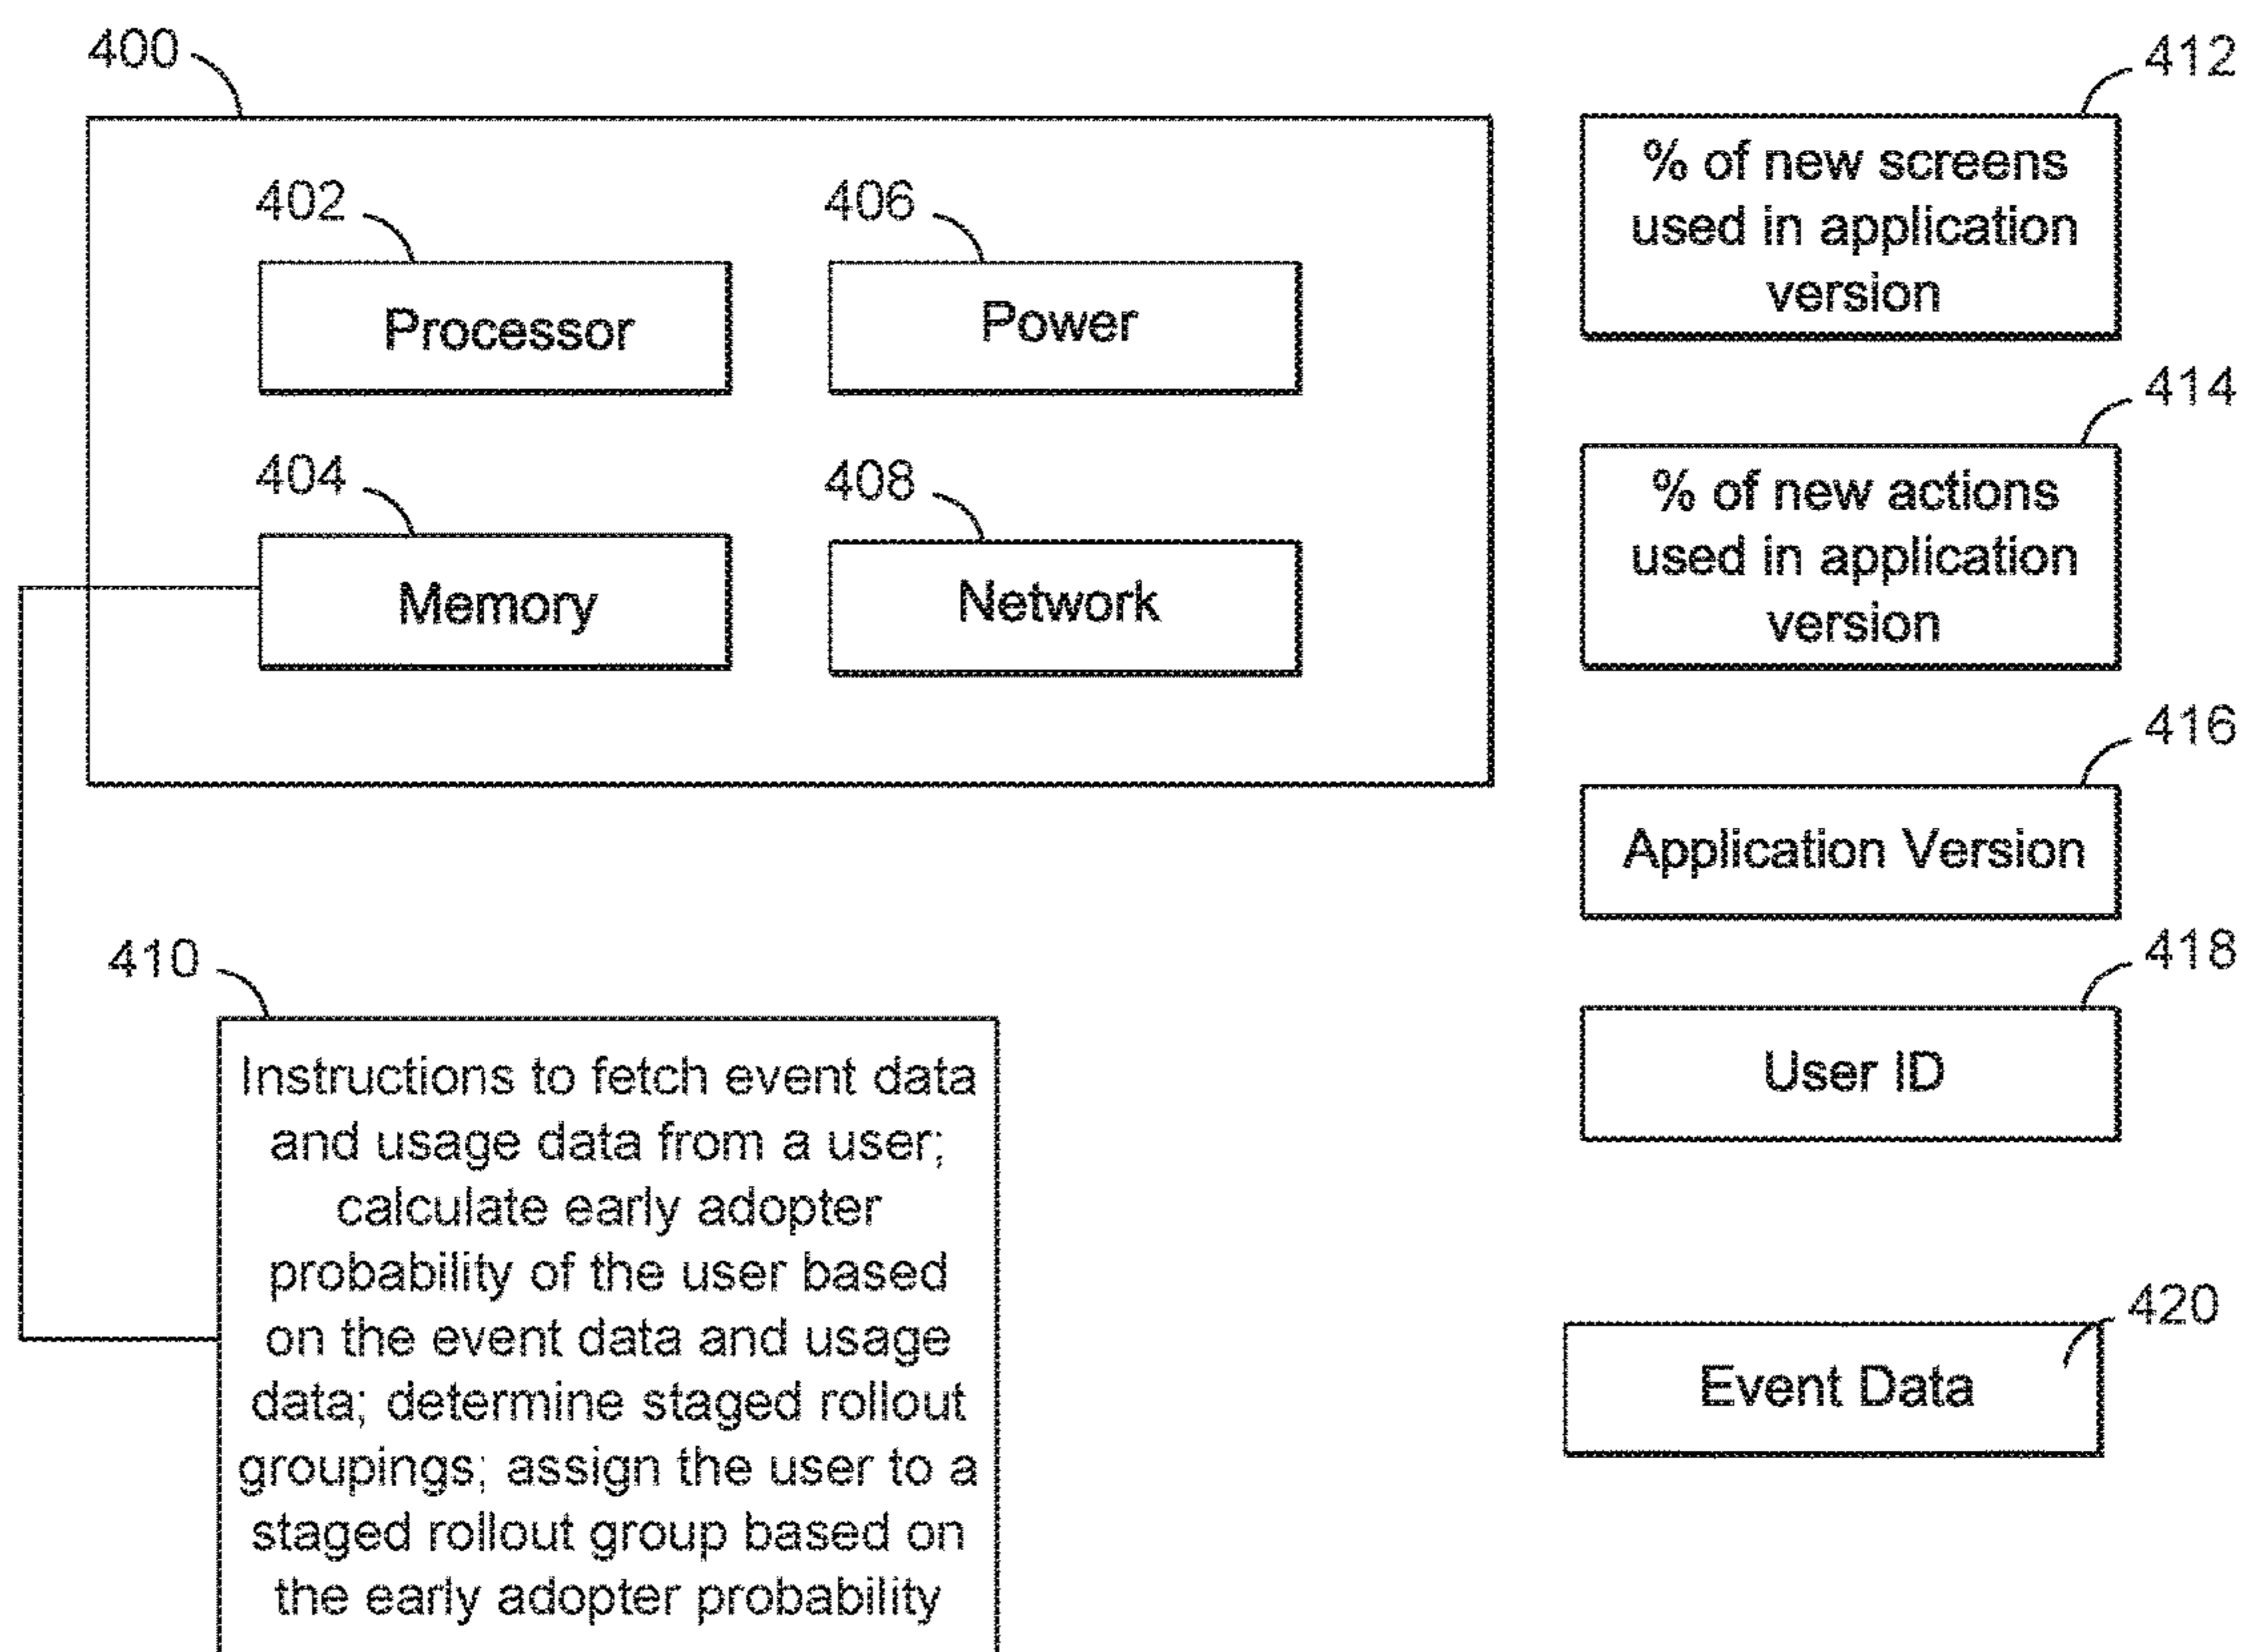 400
402
Processor
406
Power
404
Memory
408
Network
410
Instructions to fetch event data
and usage data from a user;
calculate early adopter
probability of the user based
on the event data and usage
data; determine staged rollout
groupings; assign the user to a
staged rollout group based on
the early adopter probability
412
% of new screens
used in application
version
414
% of new actions
used in application
version
416
Application Version
418
User ID
420
Event Data